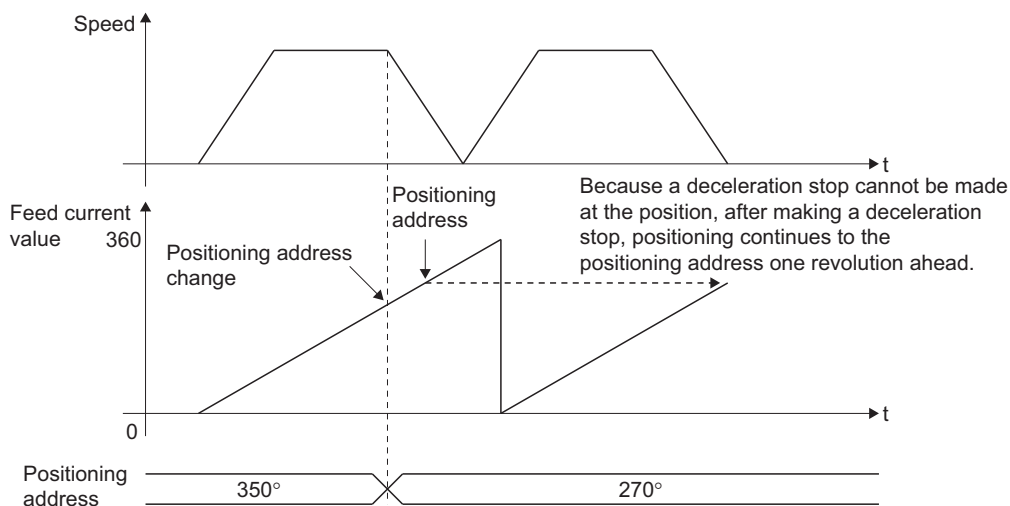 Speed
t
Feed current
value
360
Positioning
address
Positioning address
change
Because a deceleration stop cannot be made
at the position, after making a deceleration
stop, positioning continues to the
positioning address one revolution ahead.
0
t
Positioning
address
350°
270°